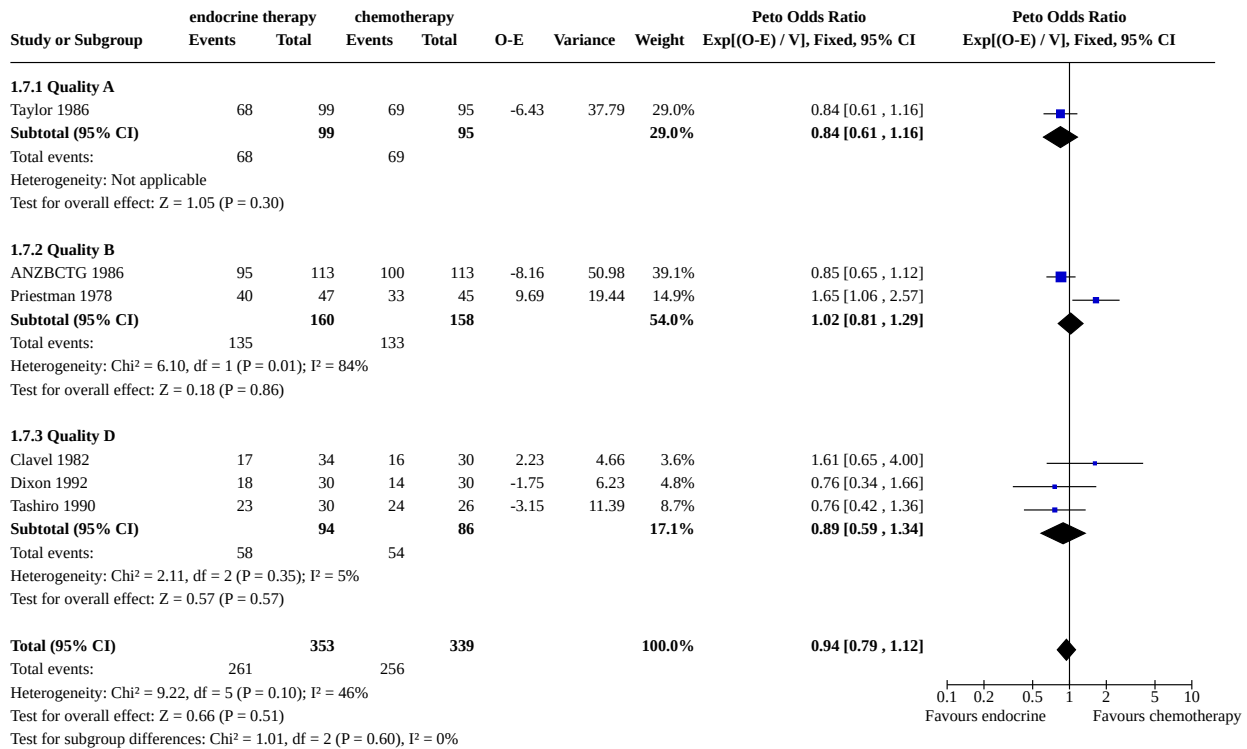 endocrine therapy chemotherapy Peto Odds Ratio Peto Odds Ratio
Study or Subgroup Events Total Events Total O-E Variance Weight Exp[(O-E) / V], Fixed, 95% CI Exp[(O-E) / V], Fixed, 95% CI
1.7.1 Quality A
Taylor 1986 68 99 69 95 -6.43 37.79 29.0% 0.84 [0.61 , 1.16]
Subtotal (95% CI) 99 95 29.0% 0.84 [0.61 , 1.16]
Total events: 68 69
Heterogeneity: Not applicable
Test for overall effect: Z = 1.05 (P = 0.30)
1.7.2 Quality B
ANZBCTG 1986 95 113 100 113 -8.16 50.98 39.1% 0.85 [0.65 , 1.12]
Priestman 1978 40 47 33 45 9.69 19.44 14.9% 1.65 [1.06 , 2.57]
Subtotal (95% CI) 160 158 54.0% 1.02 [0.81 , 1.29]
Total events: 135 133
Heterogeneity: Chi² = 6.10, df = 1 (P = 0.01); I² = 84%
Test for overall effect: Z = 0.18 (P = 0.86)
1.7.3 Quality D
Clavel 1982 17 34 16 30 2.23 4.66 3.6% 1.61 [0.65 , 4.00]
Dixon 1992 18 30 14 30 -1.75 6.23 4.8% 0.76 [0.34 , 1.66]
Tashiro 1990 23 30 24 26 -3.15 11.39 8.7% 0.76 [0.42 , 1.36]
Subtotal (95% CI) 94 86 17.1% 0.89 [0.59 , 1.34]
Total events: 58 54
Heterogeneity: Chi² = 2.11, df = 2 (P = 0.35); I² = 5%
Test for overall effect: Z = 0.57 (P = 0.57)
Total (95% CI) 353 339 100.0% 0.94 [0.79 , 1.12]
Total events: 261 256
Heterogeneity: Chi² = 9.22, df = 5 (P = 0.10); I² = 46%
Test for overall effect: Z = 0.66 (P = 0.51)
Test for subgroup differences: Chi² = 1.01, df = 2 (P = 0.60), I² = 0%
0.1 0.2 0.5 1 2 5 10
Favours endocrine Favours chemotherapy